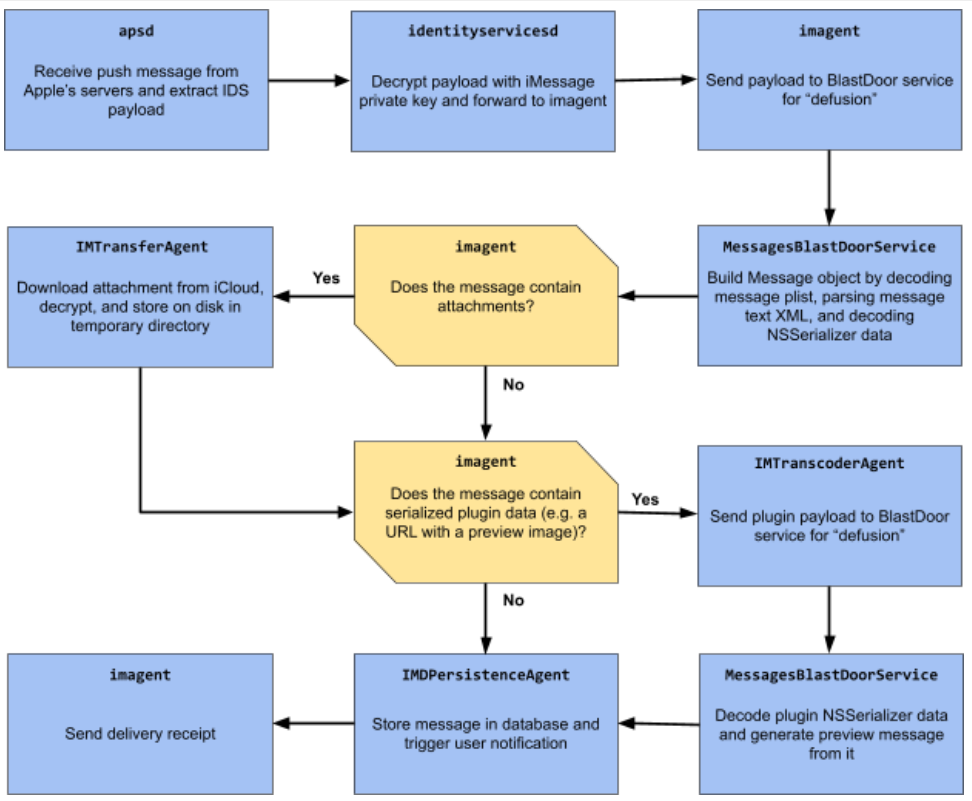 apsd
Receive push message from
Apple's servers and extract IDS
payload
identityservicesd
Decrypt payload with iMessage
private key and forward to imagent
imagent
Send payload to BlastDoor service
for “defusion”
IMTransferAgent
Download attachment from iCloud,
decrypt, and store on disk in
temporary directory
Yes
imagent
Does the message contain
attachments?
MessagesBlastDoorService
Build Message object by decoding
message plist, parsing message
text XML, and decoding
NSSerializer data
No
imagent
Does the message contain
serialized plugin data (e.g. a
URL with a preview image)?
Yes
IMTranscoderAgent
Send plugin payload to BlastDoor
service for “defusion”
No
imagent
Send delivery receipt
IMDPersistenceAgent
Store message in database and
trigger user notification
MessagesBlastDoorService
Decode plugin NSSerializer data
and generate preview message
from it